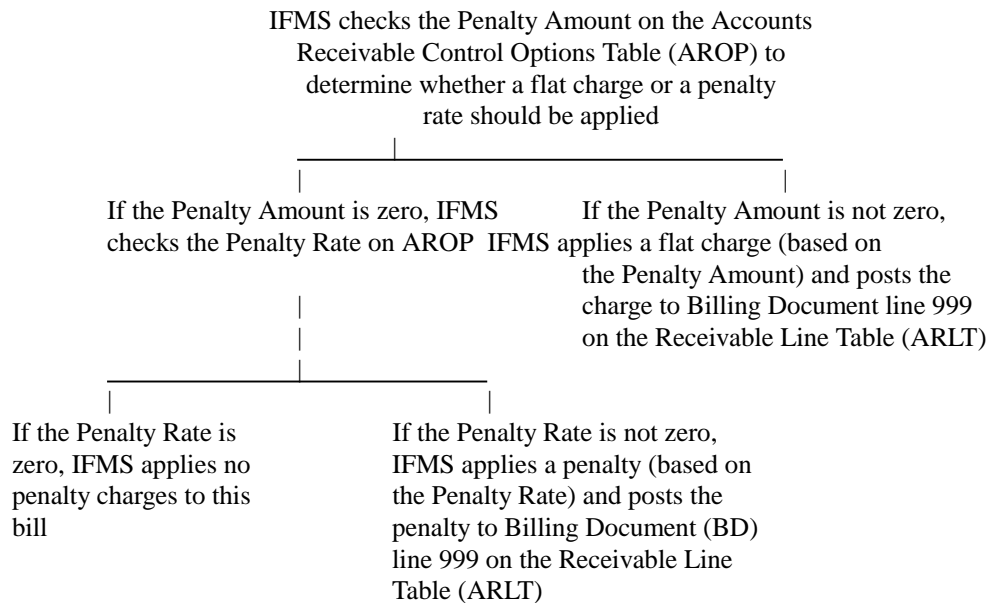 IFMS checks the Penalty Amount on the Accounts
Receivable Control Options Table (AROP) to
determine whether a flat charge or a penalty
rate should be applied
If the Penalty Amount is zero, IFMS
checks the Penalty Rate on AROP
If the Penalty Amount is not zero,
IFMS applies a flat charge (based on
the Penalty Amount) and posts the
charge to Billing Document line 999
on the Receivable Line Table (ARLT)
If the Penalty Rate is
zero, IFMS applies no
penalty charges to this
bill
If the Penalty Rate is not zero,
IFMS applies a penalty (based on
the Penalty Rate) and posts the
penalty to Billing Document (BD)
line 999 on the Receivable Line
Table (ARLT)